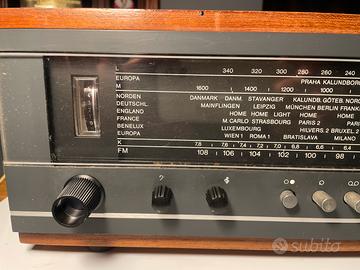 L 340 320 300 280 260 240
EUROPA PRAHA KALUNDBORG
M 1600 1400 1200 1000
NORDEN DANMARK DANM. STAVANGER KALUNDB. GÖTEB. NOR
DEUTSCHL. MAINFLINGEN LEIPZIG MÜNCHEN BERLIN FRANK
ENGLAND HOME HOME LIGHT HOME HOME
FRANCE M.CARLO STRASBOURG PARIS 2 PAR
BENELUX LUXEMBOURG HILVERS.2 BRUXEL
EUROPA WIEN 1 ROMA 1 BRATISLAVA MILANO
K 7,8 7,6 7,4 7,2 7,0 6,8 6,6 6,4
FM 108 106 104 102 100 98
subito